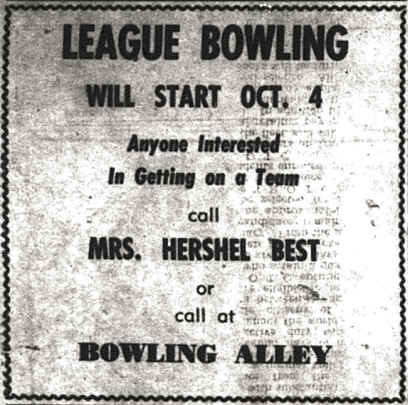 LEAGUE BOWLING
WILL START OCT. 4
Anyone Interested
In Getting on a Team
call
MRS. HERSHEL BEST
or
call at
BOWLING ALLEY